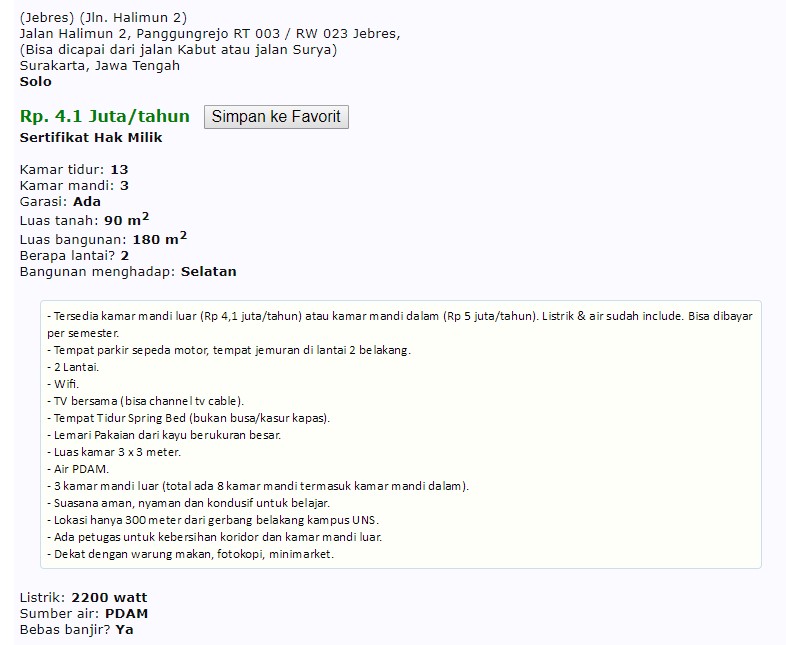 (Jebres) (Jln. Halimun 2)
Jalan Halimun 2, Panggungrejo RT 003 / RW 023 Jebres,
(Bisa dicapai dari jalan Kabut atau jalan Surya)
Surakarta, Jawa Tengah
Solo
Rp. 4.1 Juta/tahun Simpan ke Favorit
Sertifikat Hak Milik
Kamar tidur: 13
Kamar mandi: 3
Garasi: Ada
Luas tanah: 90 m²
Luas bangunan: 180 m²
Berapa lantai? 2
Bangunan menghadap: Selatan
- Tersedia kamar mandi luar (Rp 4,1 juta/tahun) atau kamar mandi dalam (Rp 5 juta/tahun). Listrik & air sudah include. Bisa dibayar
per semester.
- Tempat parkir sepeda motor, tempat jemuran di lantai 2 belakang.
- 2 Lantai.
- Wifi.
- TV bersama (bisa channel tv cable).
- Tempat Tidur Spring Bed (bukan busa/kasur kapas).
- Lemari Pakaian dari kayu berukuran besar.
- Luas kamar 3 x 3 meter.
- Air PDAM.
- 3 kamar mandi luar (total ada 8 kamar mandi termasuk kamar mandi dalam).
- Suasana aman, nyaman dan kondusif untuk belajar.
- Lokasi hanya 300 meter dari gerbang belakang kampus UNS.
- Ada petugas untuk kebersihan koridor dan kamar mandi luar.
- Dekat dengan warung makan, fotokopi, minimarket.
Listrik: 2200 watt
Sumber air: PDAM
Bebas banjir? Ya